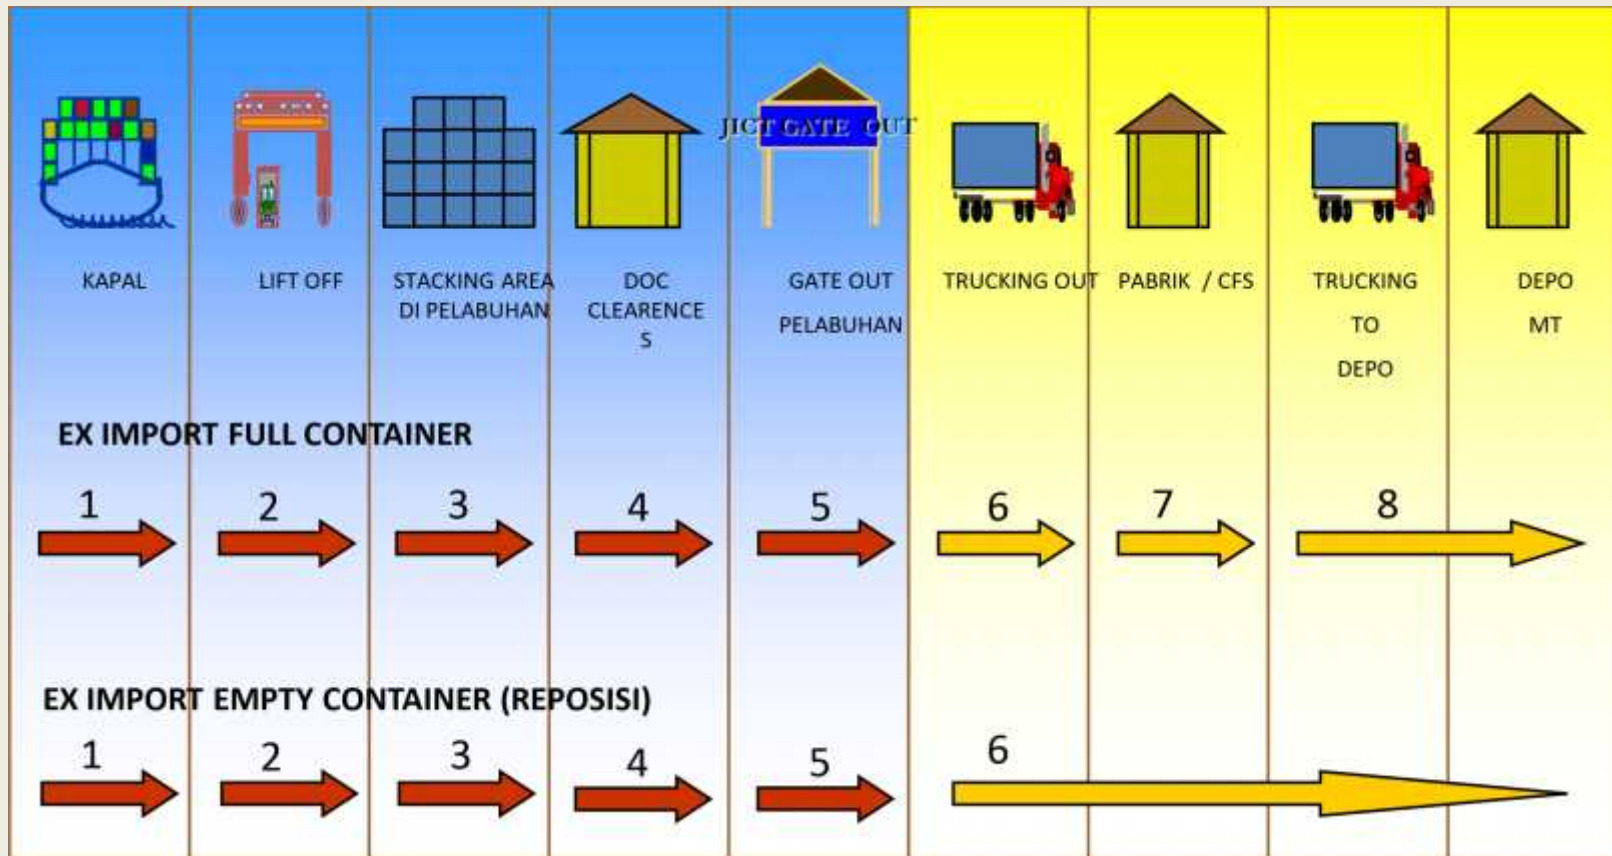 JICT GATE OUT
KAPAL
LIFT OFF
STACKING AREA
DI PELABUHAN
DOC
CLEARENCE
S
GATE OUT
PELABUHAN
TRUCKING OUT
PABRIK / CFS
TRUCKING
TO
DEPO
DEPO
MT
EX IMPORT FULL CONTAINER
1 2 3 4 5 6 7 8
EX IMPORT EMPTY CONTAINER (REPOSISI)
1 2 3 4 5 6